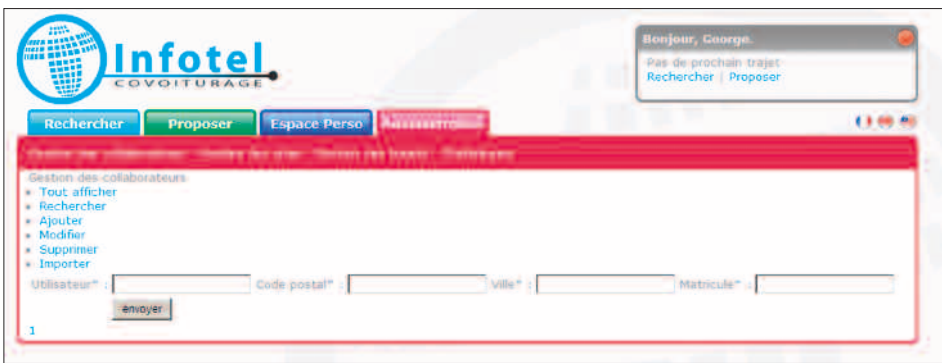 Infotel
COVOITURAGE
Bonjour, George.
Pas de prochain trajet
Rechercher | Proposer
Rechercher Proposer Espace Perso
Gestion des collaborateurs
Tout afficher
Rechercher
Ajouter
Modifier
Supprimer
Importer
Utilisateur* : Code postal* : Ville* : Matricule* :
envoyer
1